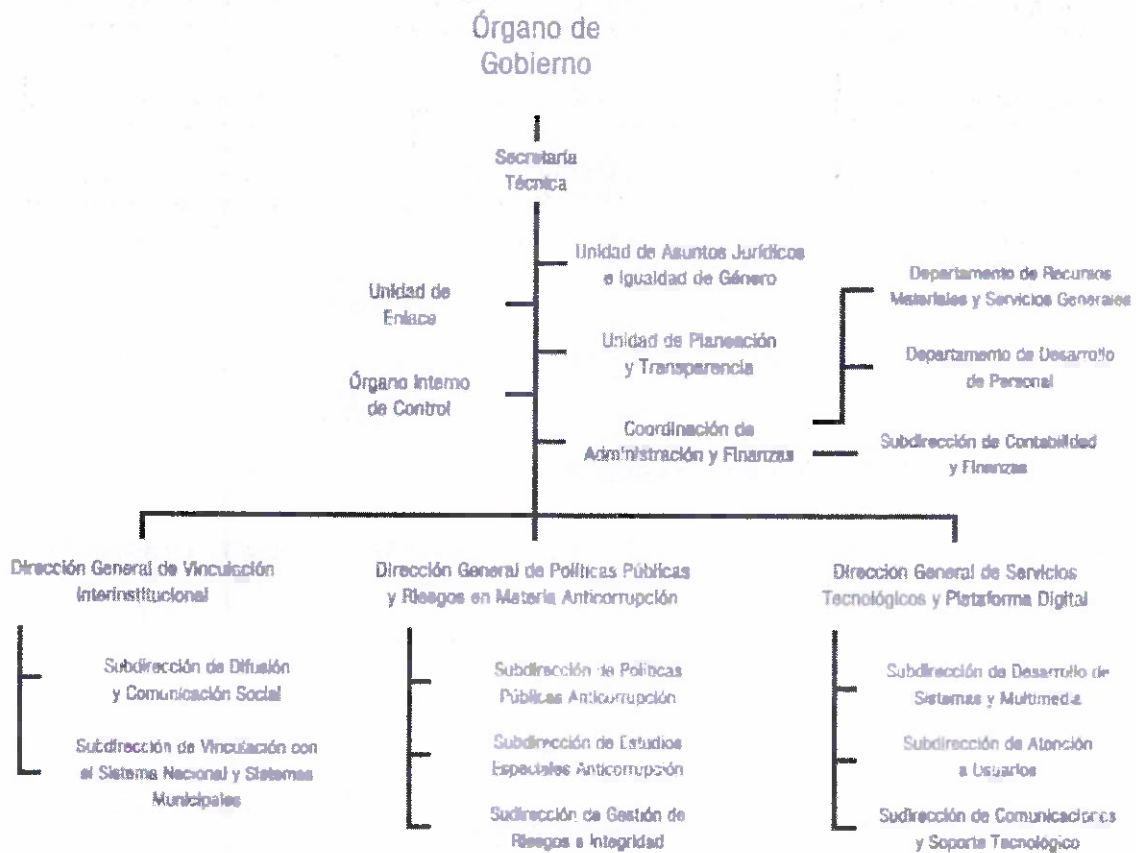 Órgano de
Gobierno
Secretaría
Técnica
Unidad de Asuntos Jurídicos
e Igualdad de Género
Unidad de
Enlace
Unidad de Planeación
y Transparencia
Órgano Interno
de Control
Coordinación de
Administración y Finanzas
Departamento de Recursos
Materiales y Servicios Generales
Departamento de Desarrollo
de Personal
Subdirección de Contabilidad
y Finanzas
Dirección General de Vinculación
Interinstitucional
Subdirección de Difusión
y Comunicación Social
Subdirección de Vinculación con
el Sistema Nacional y Sistemas
Municipales
Dirección General de Políticas Públicas
y Riesgos en Materia Anticorrupción
Subdirección de Políticas
Públicas Anticorrupción
Subdirección de Estudios
Especiales Anticorrupción
Sudirección de Gestión de
Riesgos e Integridad
Dirección General de Servicios
Tecnológicos y Plataforma Digital
Subdirección de Desarrollo de
Sistemas y Multimedia
Subdirección de Atención
a Usuarios
Sudirección de Comunicaciones
y Soporte Tecnológico